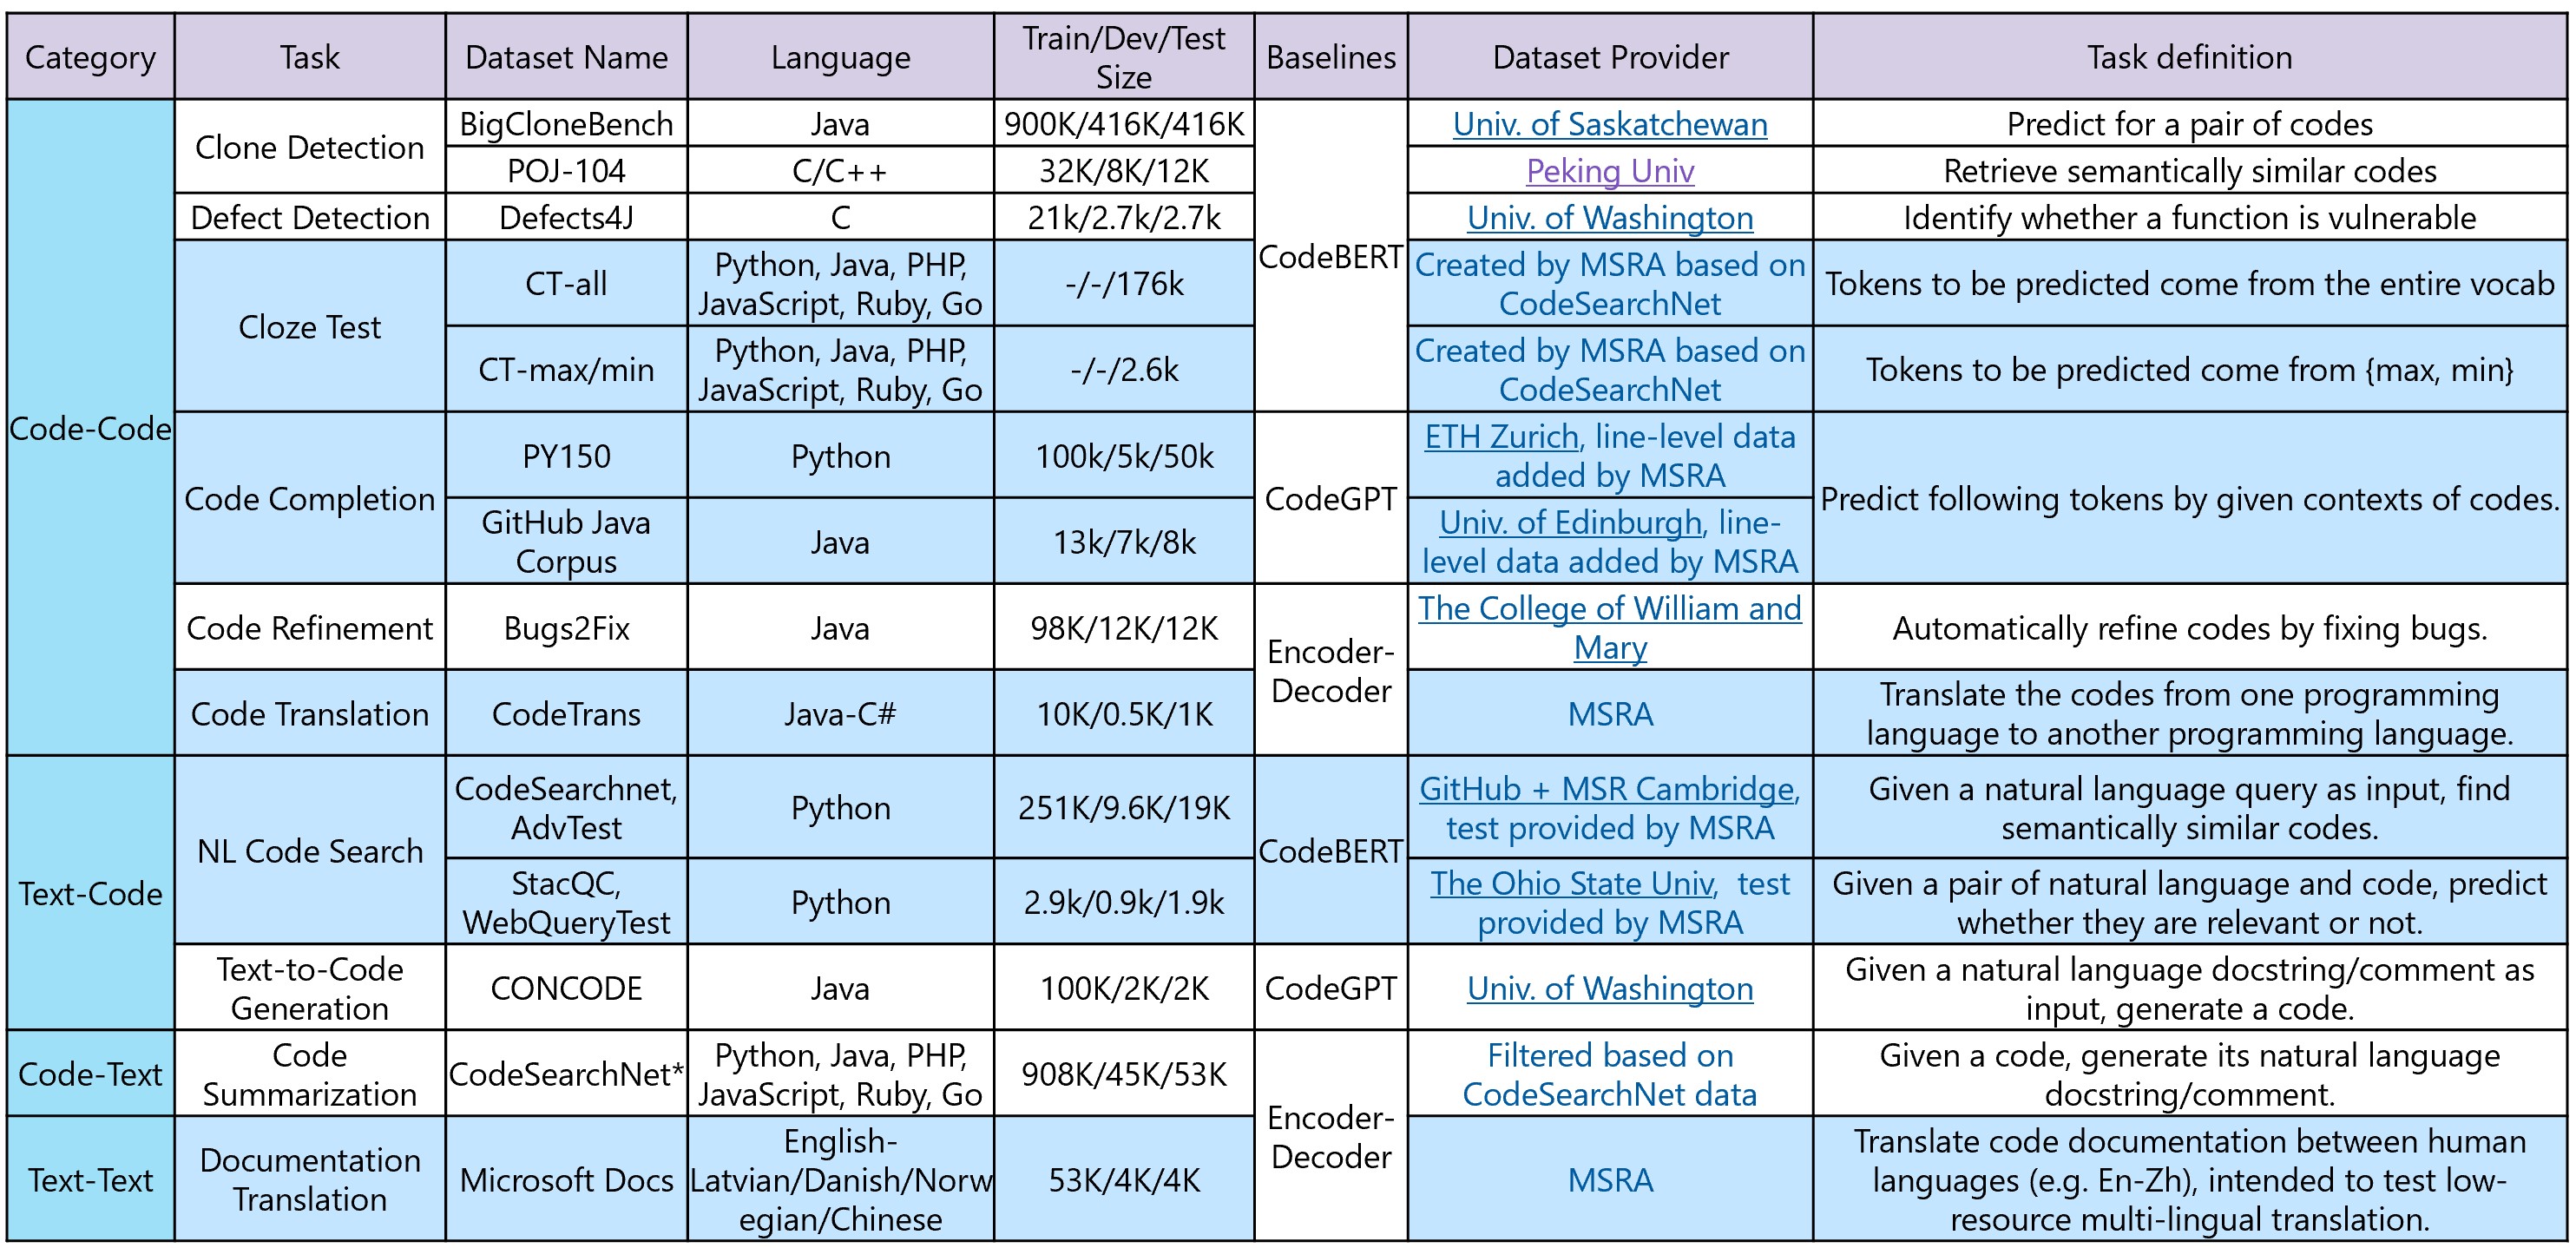 Category
Task
Dataset Name
Language
Train/Dev/Test
Size
Baselines
Dataset Provider
Task definition
Code-Code
Clone Detection
BigCloneBench
Java
900K/416K/416K
CodeBERT
Univ. of Saskatchewan
Predict for a pair of codes
POJ-104
C/C++
32K/8K/12K
Peking Univ
Retrieve semantically similar codes
Defect Detection
Defects4J
C
21k/2.7k/2.7k
Univ. of Washington
Identify whether a function is vulnerable
Cloze Test
CT-all
Python, Java, PHP,
JavaScript, Ruby, Go
-/-/176k
Created by MSRA based on
CodeSearchNet
Tokens to be predicted come from the entire vocab
CT-max/min
Python, Java, PHP,
JavaScript, Ruby, Go
-/-/2.6k
Created by MSRA based on
CodeSearchNet
Tokens to be predicted come from {max, min}
Code Completion
PY150
Python
100k/5k/50k
CodeGPT
ETH Zurich, line-level data
added by MSRA
Predict following tokens by given contexts of codes.
GitHub Java
Corpus
Java
13k/7k/8k
Univ. of Edinburgh, line-
level data added by MSRA
Code Refinement
Bugs2Fix
Java
98K/12K/12K
Encoder-
Decoder
The College of William and
Mary
Automatically refine codes by fixing bugs.
Code Translation
CodeTrans
Java-C#
10K/0.5K/1K
MSRA
Translate the codes from one programming
language to another programming language.
Text-Code
NL Code Search
CodeSearchnet,
AdvTest
Python
251K/9.6K/19K
CodeBERT
GitHub + MSR Cambridge,
test provided by MSRA
Given a natural language query as input, find
semantically similar codes.
StacQC,
WebQueryTest
Python
2.9k/0.9k/1.9k
The Ohio State Univ, test
provided by MSRA
Given a pair of natural language and code, predict
whether they are relevant or not.
Text-to-Code
Generation
CONCODE
Java
100K/2K/2K
CodeGPT
Univ. of Washington
Given a natural language docstring/comment as
input, generate a code.
Code-Text
Code
Summarization
CodeSearchNet*
Python, Java, PHP,
JavaScript, Ruby, Go
908K/45K/53K
Encoder-
Decoder
Filtered based on
CodeSearchNet data
Given a code, generate its natural language
docstring/comment.
Text-Text
Documentation
Translation
Microsoft Docs
English-
Latvian/Danish/Norw
egian/Chinese
53K/4K/4K
MSRA
Translate code documentation between human
languages (e.g. En-Zh), intended to test low-
resource multi-lingual translation.